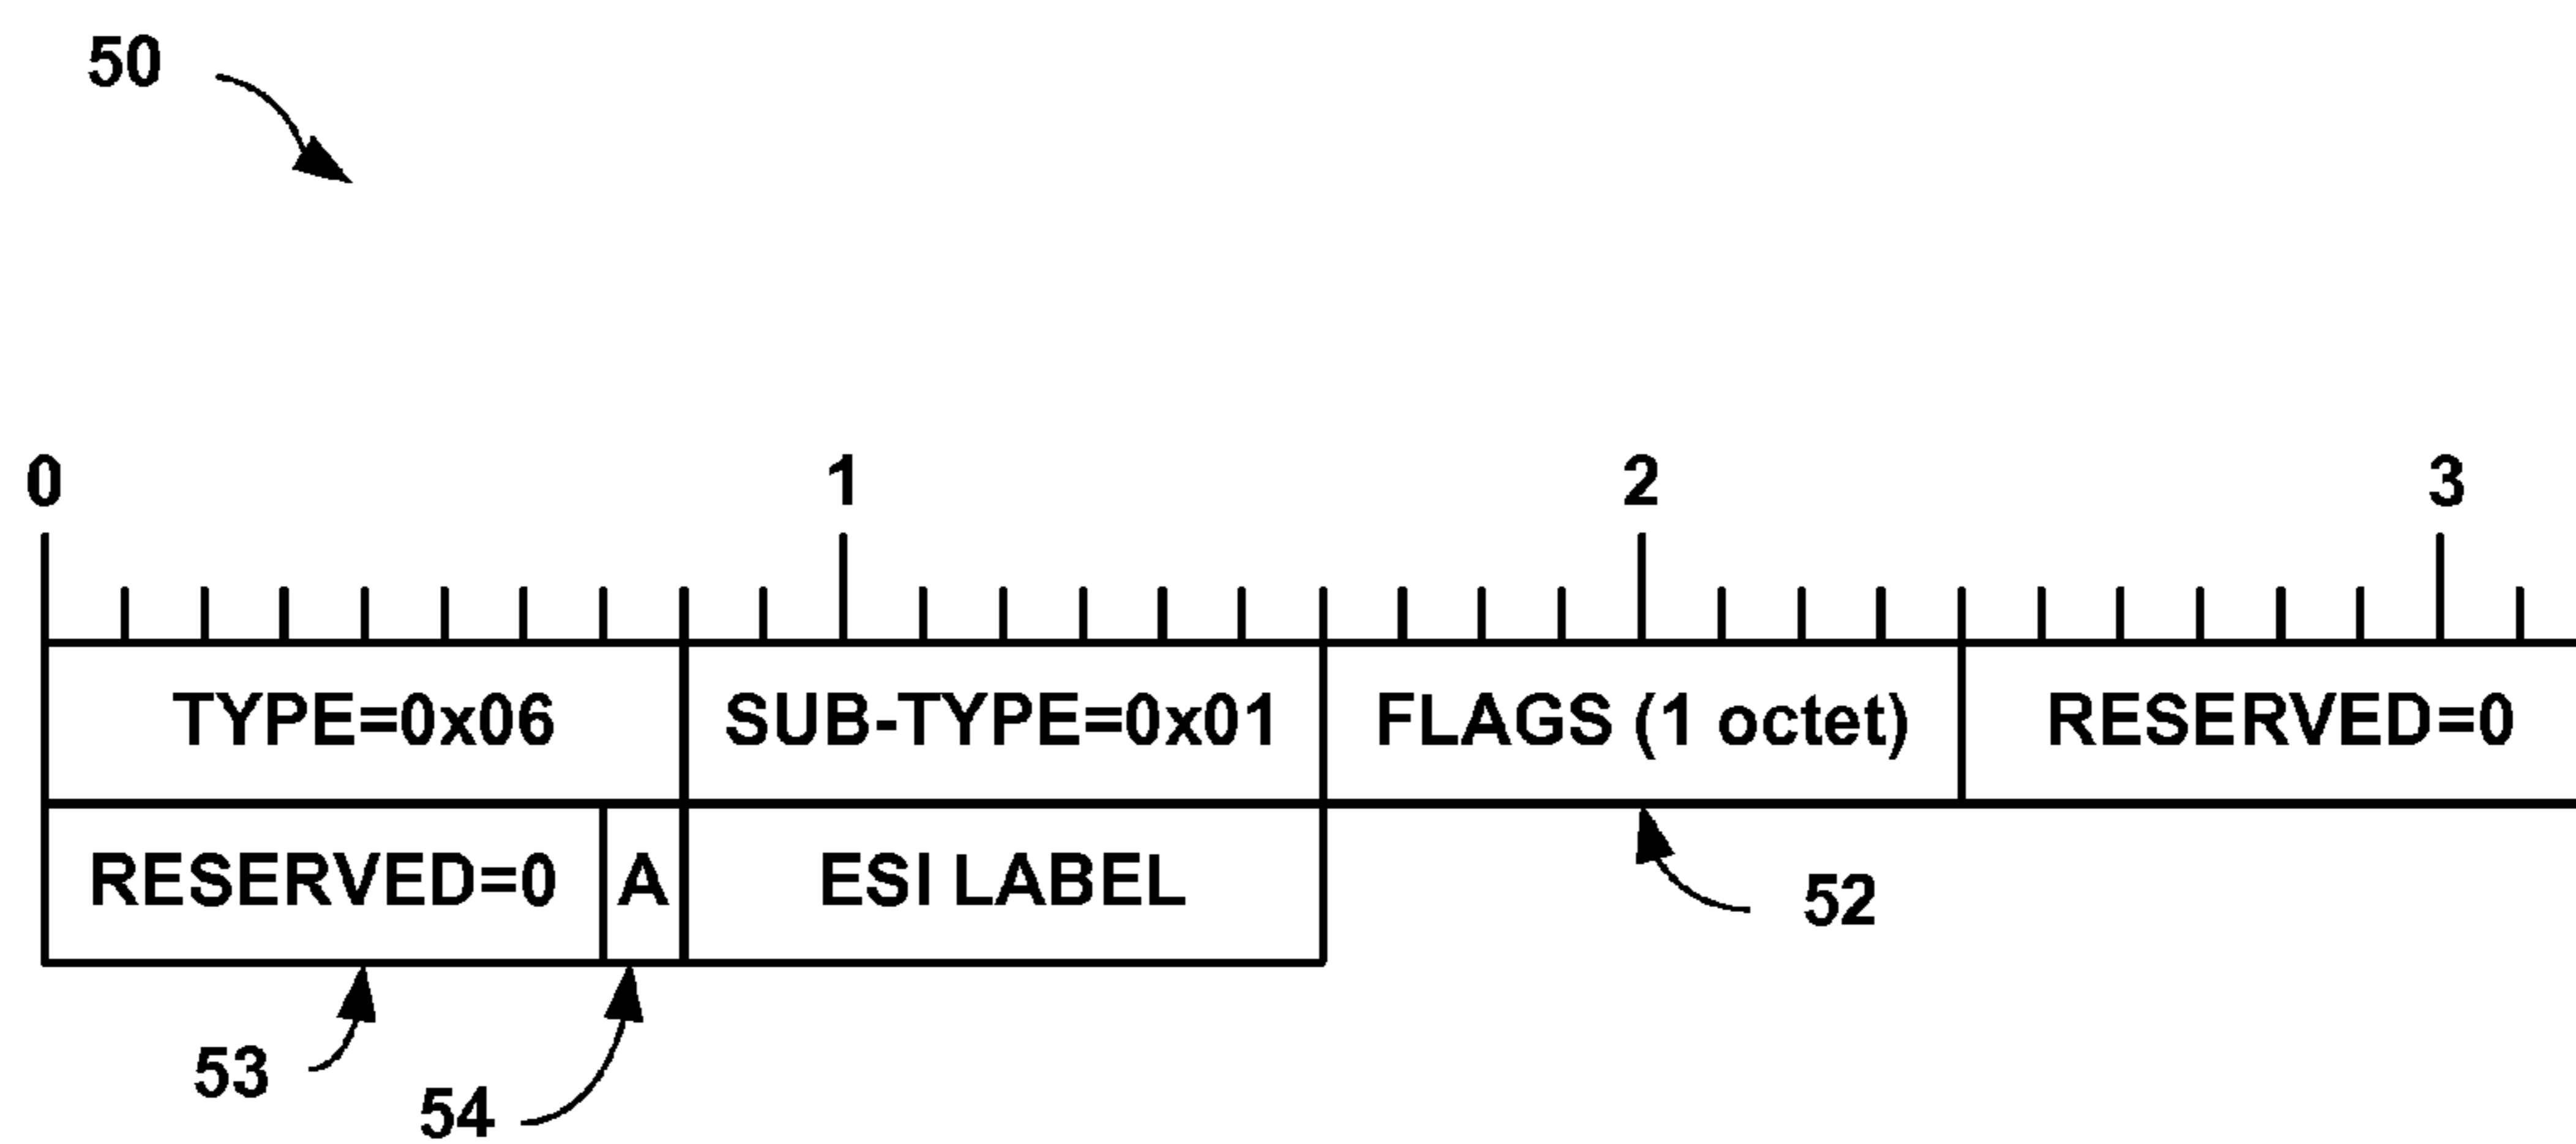 50
0 1 2 3
TYPE=0x06 SUB-TYPE=0x01 FLAGS (1 octet) RESERVED=0
RESERVED=0 A ESI LABEL
52
53
54